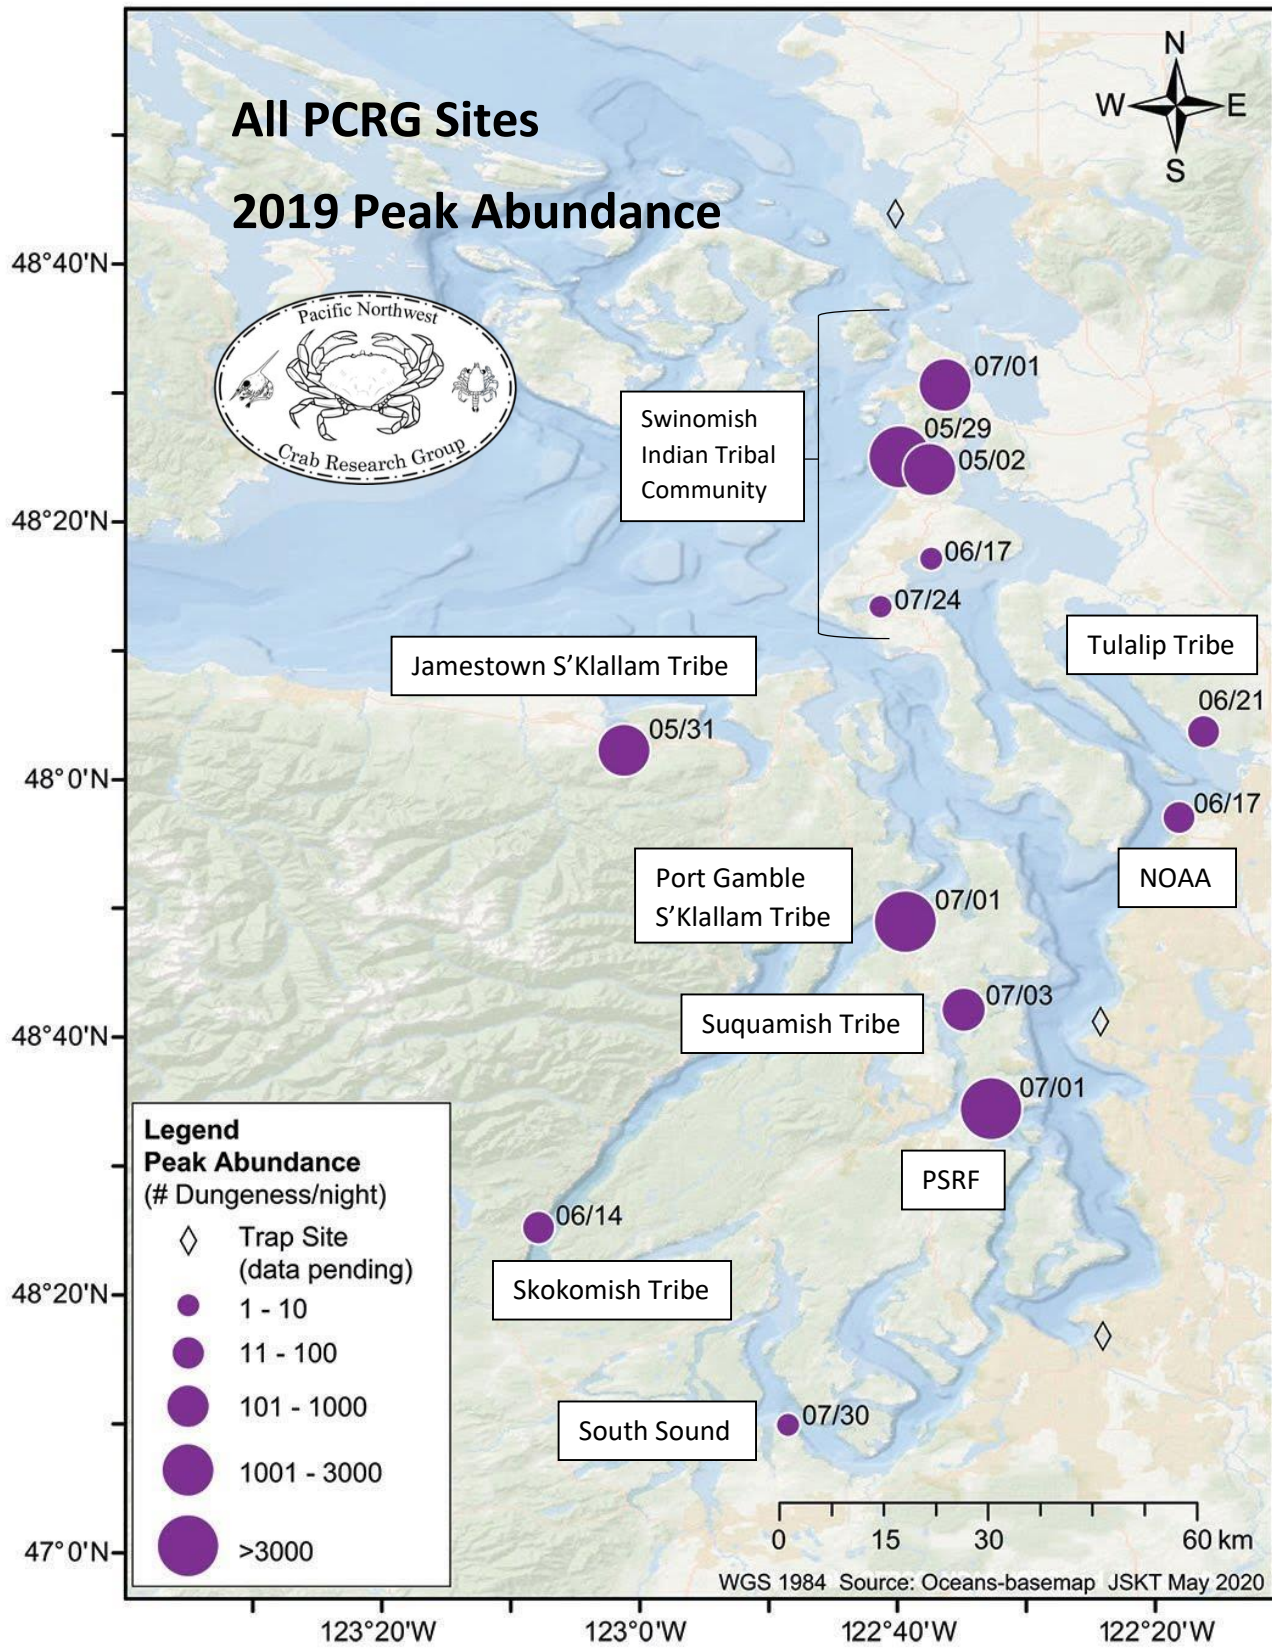 All PCRG Sites
2019 Peak Abundance
N
W
E
S
Pacific Northwest
Crab Research Group
48°40'N
48°20'N
48°0'N
48°40'N
48°20'N
47°0'N
Swinomish
Indian Tribal
Community
07/01
05/29
05/02
06/17
07/24
Jamestown S’Klallam Tribe
05/31
Tulalip Tribe
06/21
06/17
NOAA
Port Gamble
S’Klallam Tribe
07/01
Suquamish Tribe
07/03
07/01
PSRF
06/14
Skokomish Tribe
South Sound
07/30
Legend
Peak Abundance
(# Dungeness/night)
Trap Site
(data pending)
1 - 10
11 - 100
101 - 1000
1001 - 3000
>3000
0 15 30 60 km
WGS 1984 Source: Oceans-basemap JSKT May 2020
123°20'W 123°0'W 122°40'W 122°20'W